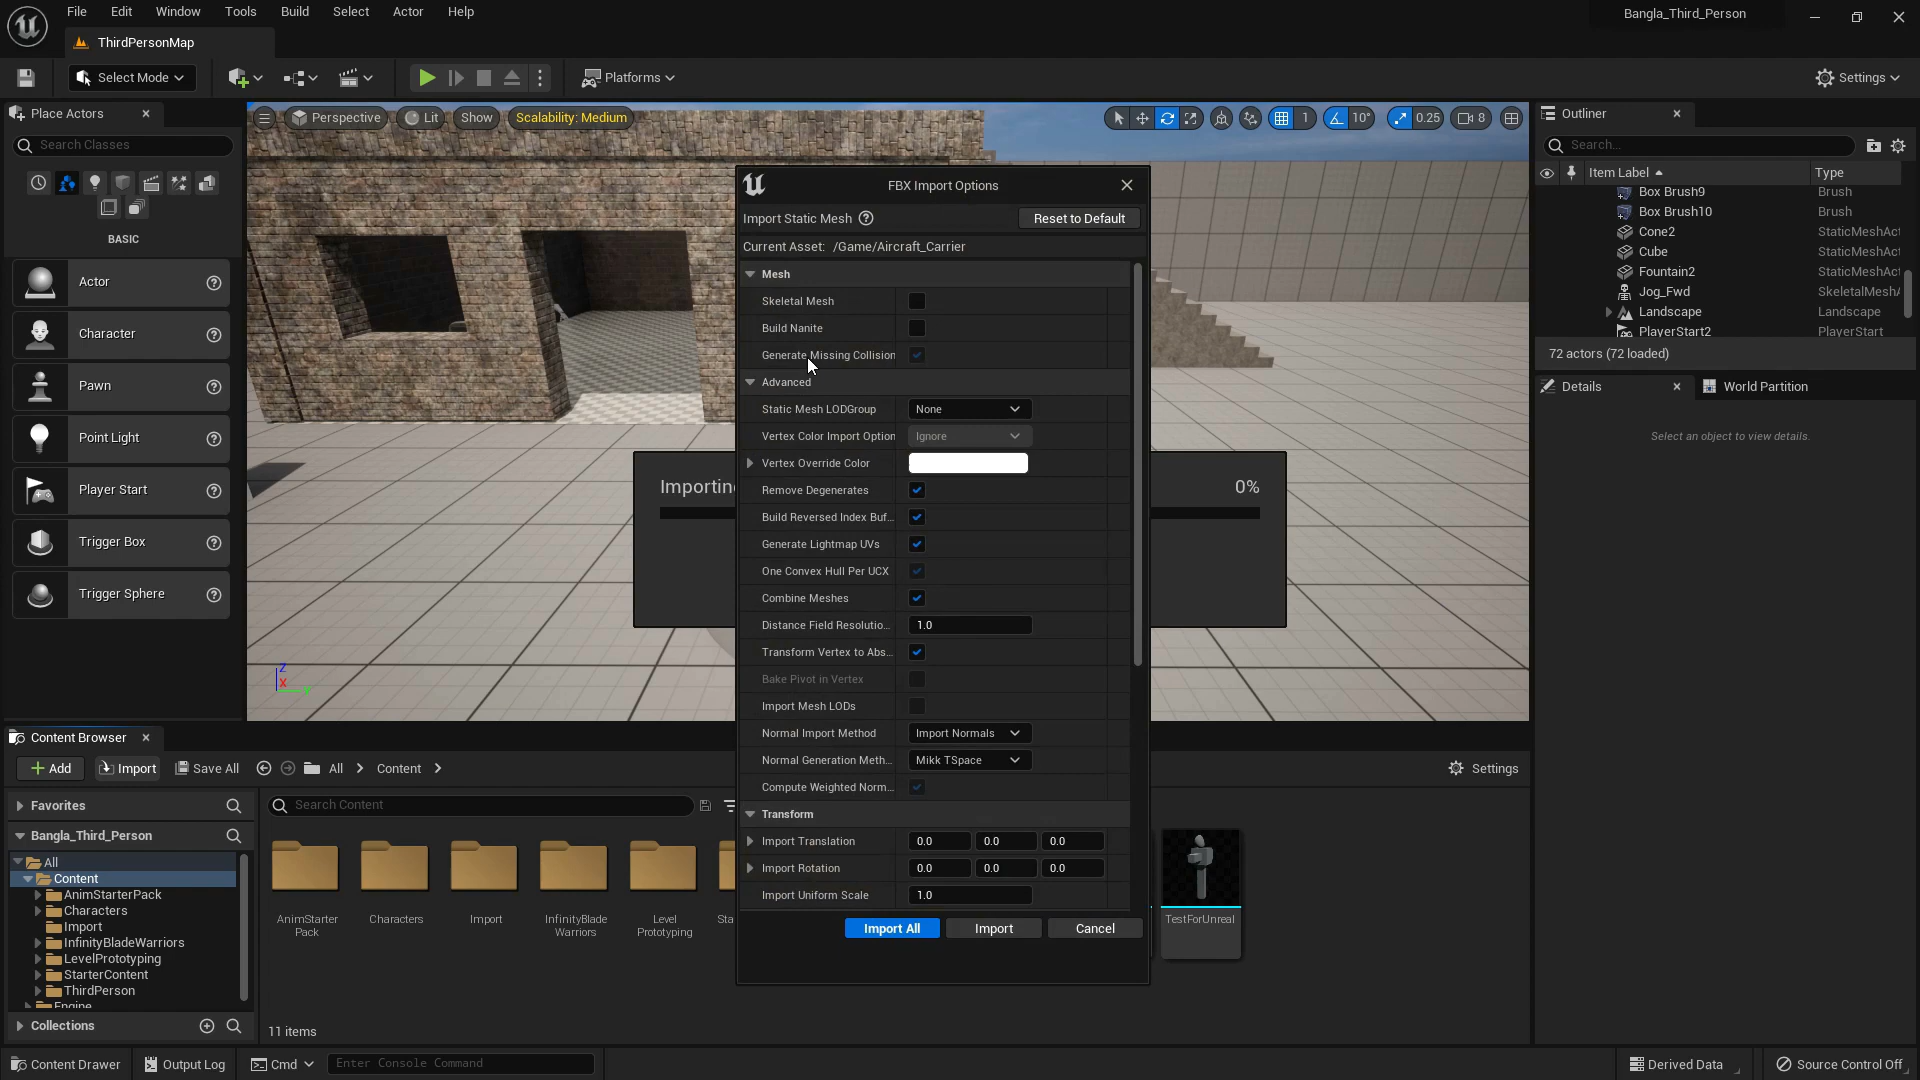 File Edit Window Tools Build Select Actor Help
Bangla_Third_Person
ThirdPersonMap
Select Mode
Platforms
Settings
Place Actors
Search Classes
BASIC
Actor
Character
Pawn
Point Light
Player Start
Trigger Box
Trigger Sphere
Perspective Lit Show Scalability: Medium
1 10° 0.25 8
Z
X
Y
Importing
0%
FBX Import Options
Import Static Mesh
Reset to Default
Current Asset: /Game/Aircraft_Carrier
Mesh
Skeletal Mesh
Build Nanite
Generate Missing Collision
Advanced
Static Mesh LODGroup None
Vertex Color Import Option Ignore
Vertex Override Color
Remove Degenerates
Build Reversed Index Buf...
Generate Lightmap UVs
One Convex Hull Per UCX
Combine Meshes
Distance Field Resolutio... 1.0
Transform Vertex to Abs...
Bake Pivot in Vertex
Import Mesh LODs
Normal Import Method Import Normals
Normal Generation Meth... Mikk TSpace
Compute Weighted Norm...
Transform
Import Translation 0.0 0.0 0.0
Import Rotation 0.0 0.0 0.0
Import Uniform Scale 1.0
Import All Import Cancel
Outliner
Search...
Item Label Type
Box Brush9 Brush
Box Brush10 Brush
Cone2 StaticMeshAct
Cube StaticMeshAct
Fountain2 StaticMeshAct
Jog_Fwd SkeletalMeshA
Landscape Landscape
PlayerStart2 PlayerStart
72 actors (72 loaded)
Details World Partition
Select an object to view details.
Content Browser
+ Add Import Save All All Content
Settings
Favorites
Bangla_Third_Person
All
Content
AnimStarterPack
Characters
Import
InfinityBladeWarriors
LevelPrototyping
StarterContent
ThirdPerson
Engine
Collections
Search Content
AnimStarter
Pack
Characters
Import
InfinityBlade
Warriors
Level
Prototyping
Sta
TestForUnreal
11 items
Content Drawer Output Log Cmd Enter Console Command
Derived Data Source Control Off